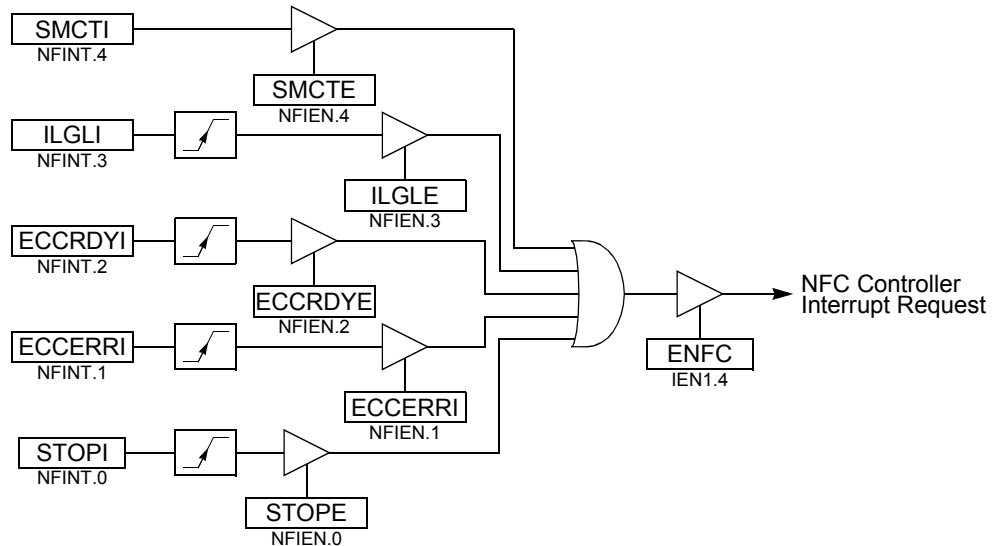 SMCTI
NFINT.4
SMCTE
NFIEN.4
ILGLI
NFINT.3
ILGLE
NFIEN.3
ECCRDYI
NFINT.2
ECCRDYE
NFIEN.2
NFC Controller
Interrupt Request
ENFC
IEN1.4
ECCERRI
NFINT.1
ECCERRI
NFIEN.1
STOPI
NFINT.0
STOPE
NFIEN.0